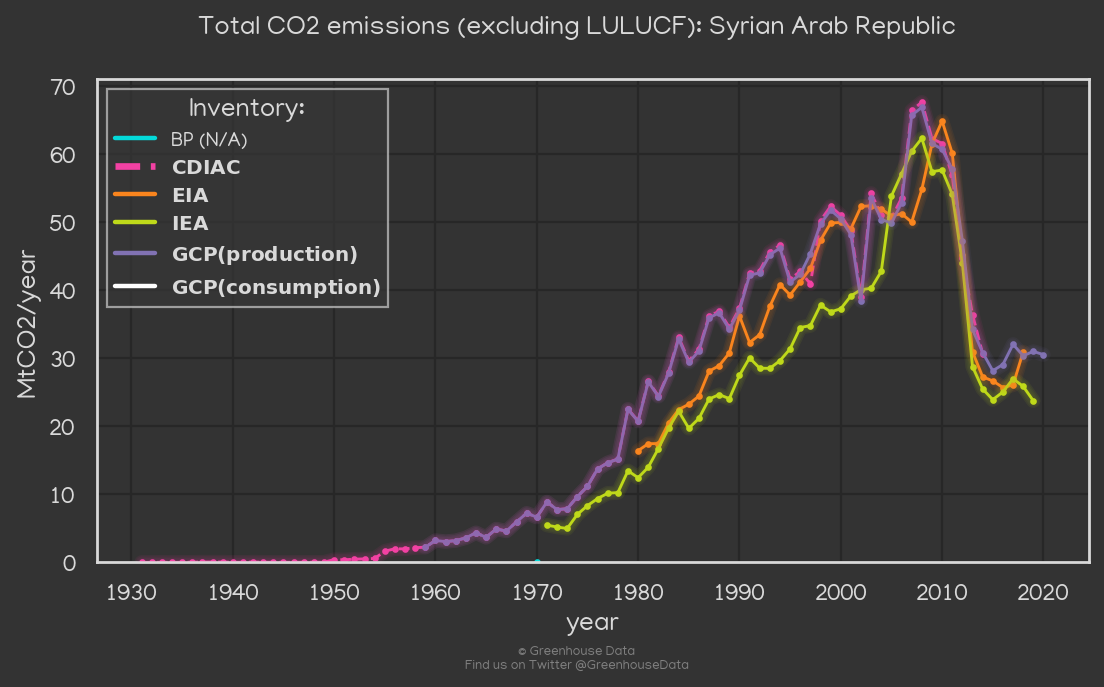 Total CO2 emissions (excluding LULUCF): Syrian Arab Republic
Inventory:
BP (N/A)
CDIAC
EIA
IEA
GCP(production)
GCP(consumption)
MtCO2/year
70
60
50
40
30
20
10
0
1930 1940 1950 1960 1970 1980 1990 2000 2010 2020
year
© Greenhouse Data
Find us on Twitter @GreenhouseData